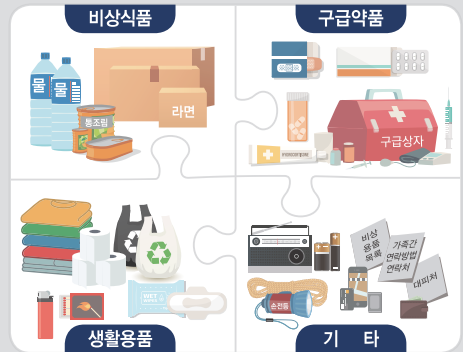 비상식품
구급약품
물 물
통조림
라면
구급상자
WET
손전등
비상
용품
목록
가족간
연락방법
연락처
대피처
생활용품
기 타